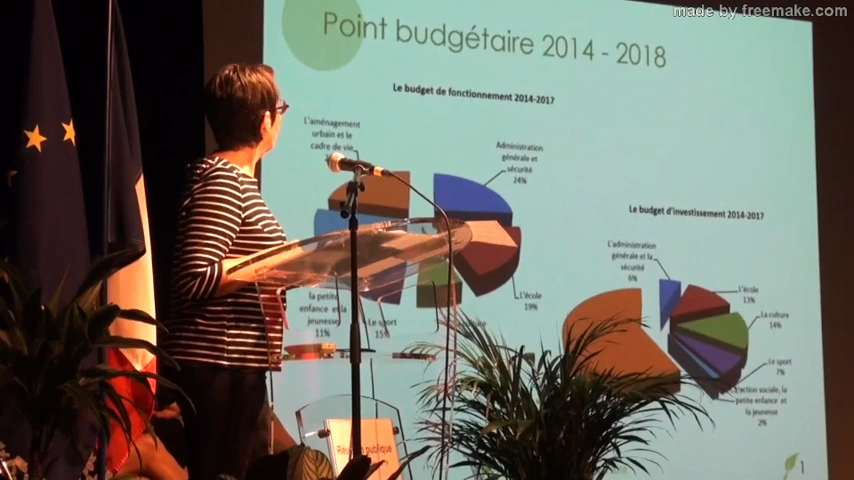 made by freemake.com
Point budgétaire 2014 - 2018
Le budget de fonctionnement 2014-2017
L'aménagement
urbain et le
cadre de vie
Administration
générale et
sécurité
24%
L'école
19%
la petite
enfance et la
jeunesse
11%
Le sport
15%
Le budget d'investissement 2014-2017
L'administration
générale et la
sécurité
6%
L'école
13%
La culture
14%
Le sport
7%
L'action sociale, la
petite enfance et
la jeunesse
2%
publique
1